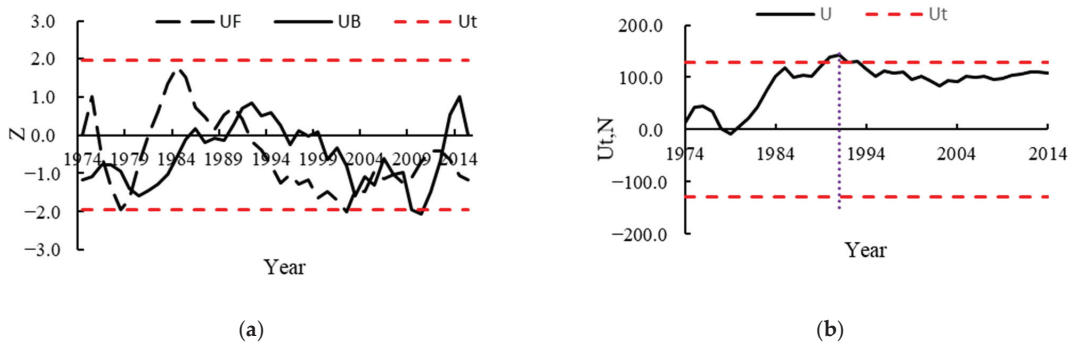 UF UB Ut
3.0
2.0
1.0
0.0
−1.0
−2.0
−3.0
Z
1974 1979 1984 1989 1994 1999 2004 2009 2014
Year
(a)
U Ut
200.0
100.0
0.0
−100.0
−200.0
Ut,N
1974 1984 1994 2004 2014
Year
(b)